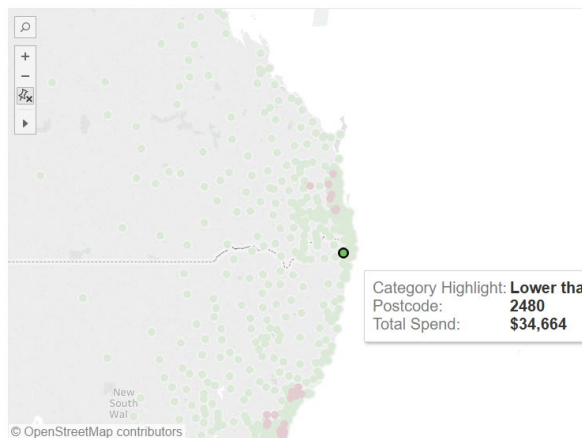 +
−
Category Highlight: Lower tha
Postcode: 2480
Total Spend: $34,664
New
South
Wal
© OpenStreetMap contributors